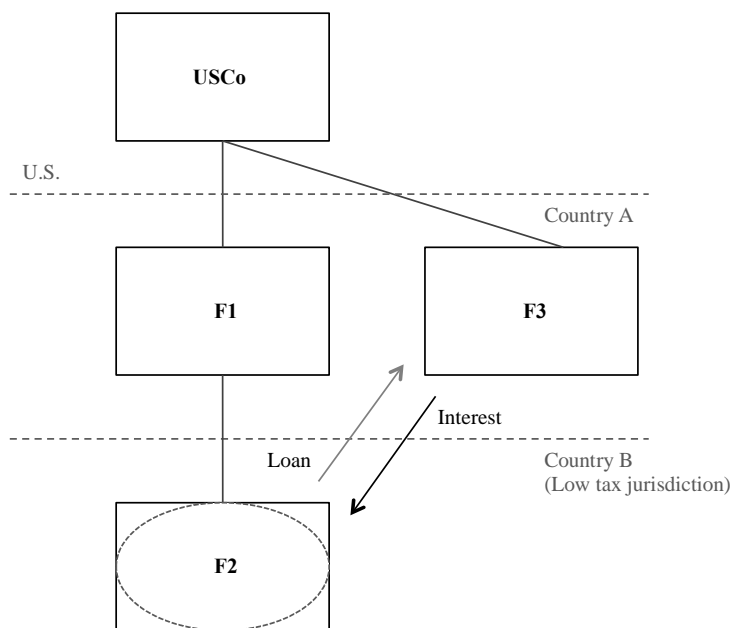 USCo
U.S.
Country A
F1
F3
Interest
Loan
Country B
(Low tax jurisdiction)
F2